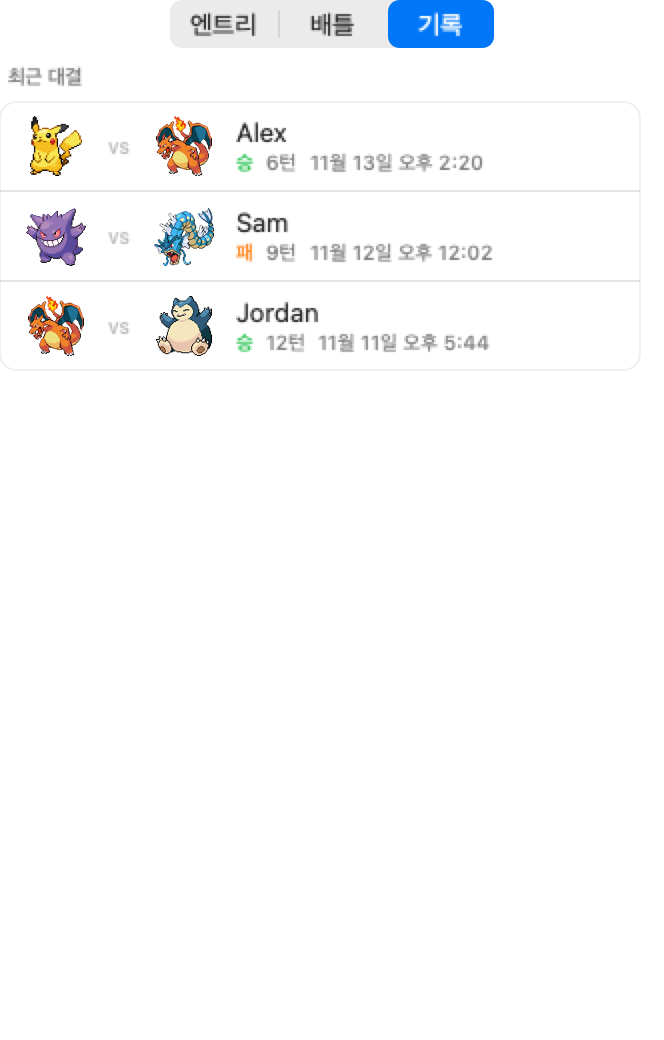 엔트리 배틀 기록
최근 대결
vs Alex
승 6턴 11월 13일 오후 2:20
vs Sam
패 9턴 11월 12일 오후 12:02
vs Jordan
승 12턴 11월 11일 오후 5:44